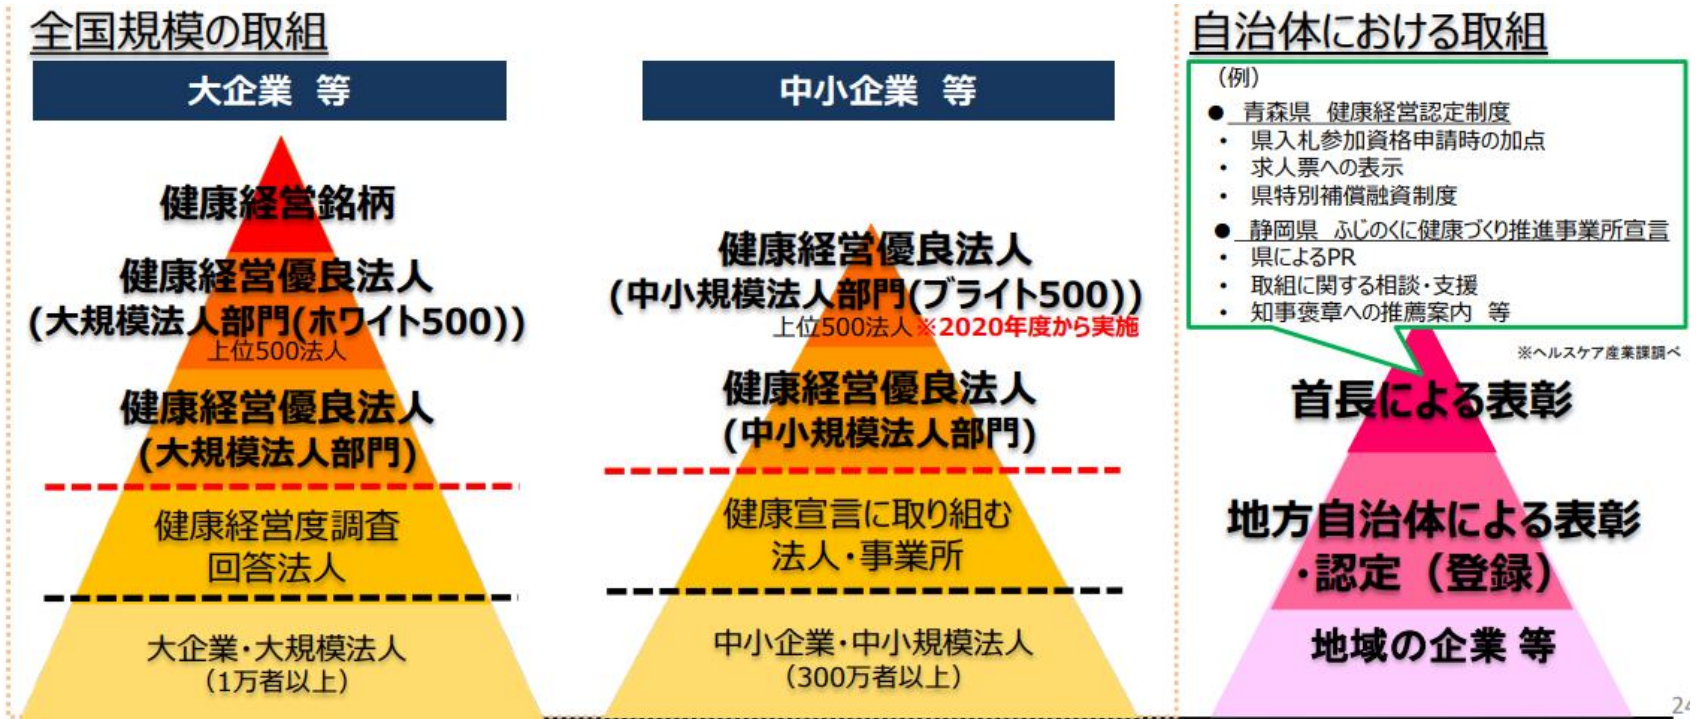 全国規模の取組
大企業 等
健康経営銘柄
健康経営優良法人
(大規模法人部門(ホワイト500))
上位500法人
健康経営優良法人
(大規模法人部門)
健康経営度調査
回答法人
大企業・大規模法人
(1万者以上)
中小企業 等
健康経営優良法人
(中小規模法人部門(ブライト500))
上位500法人※2020年度から実施
健康経営優良法人
(中小規模法人部門)
健康宣言に取り組む
法人・事業所
中小企業・中小規模法人
(300万者以上)
自治体における取組
(例)
● 青森県 健康経営認定制度
・ 県入札参加資格申請時の加点
・ 求人票への表示
・ 県特別補償融資制度
● 静岡県 ふじのくに健康づくり推進事業所宣言
・ 県によるPR
・ 取組に関する相談・支援
・ 知事褒章への推薦案内 等
※ヘルスケア産業課調べ
首長による表彰
地方自治体による表彰
・認定（登録）
地域の企業 等
24